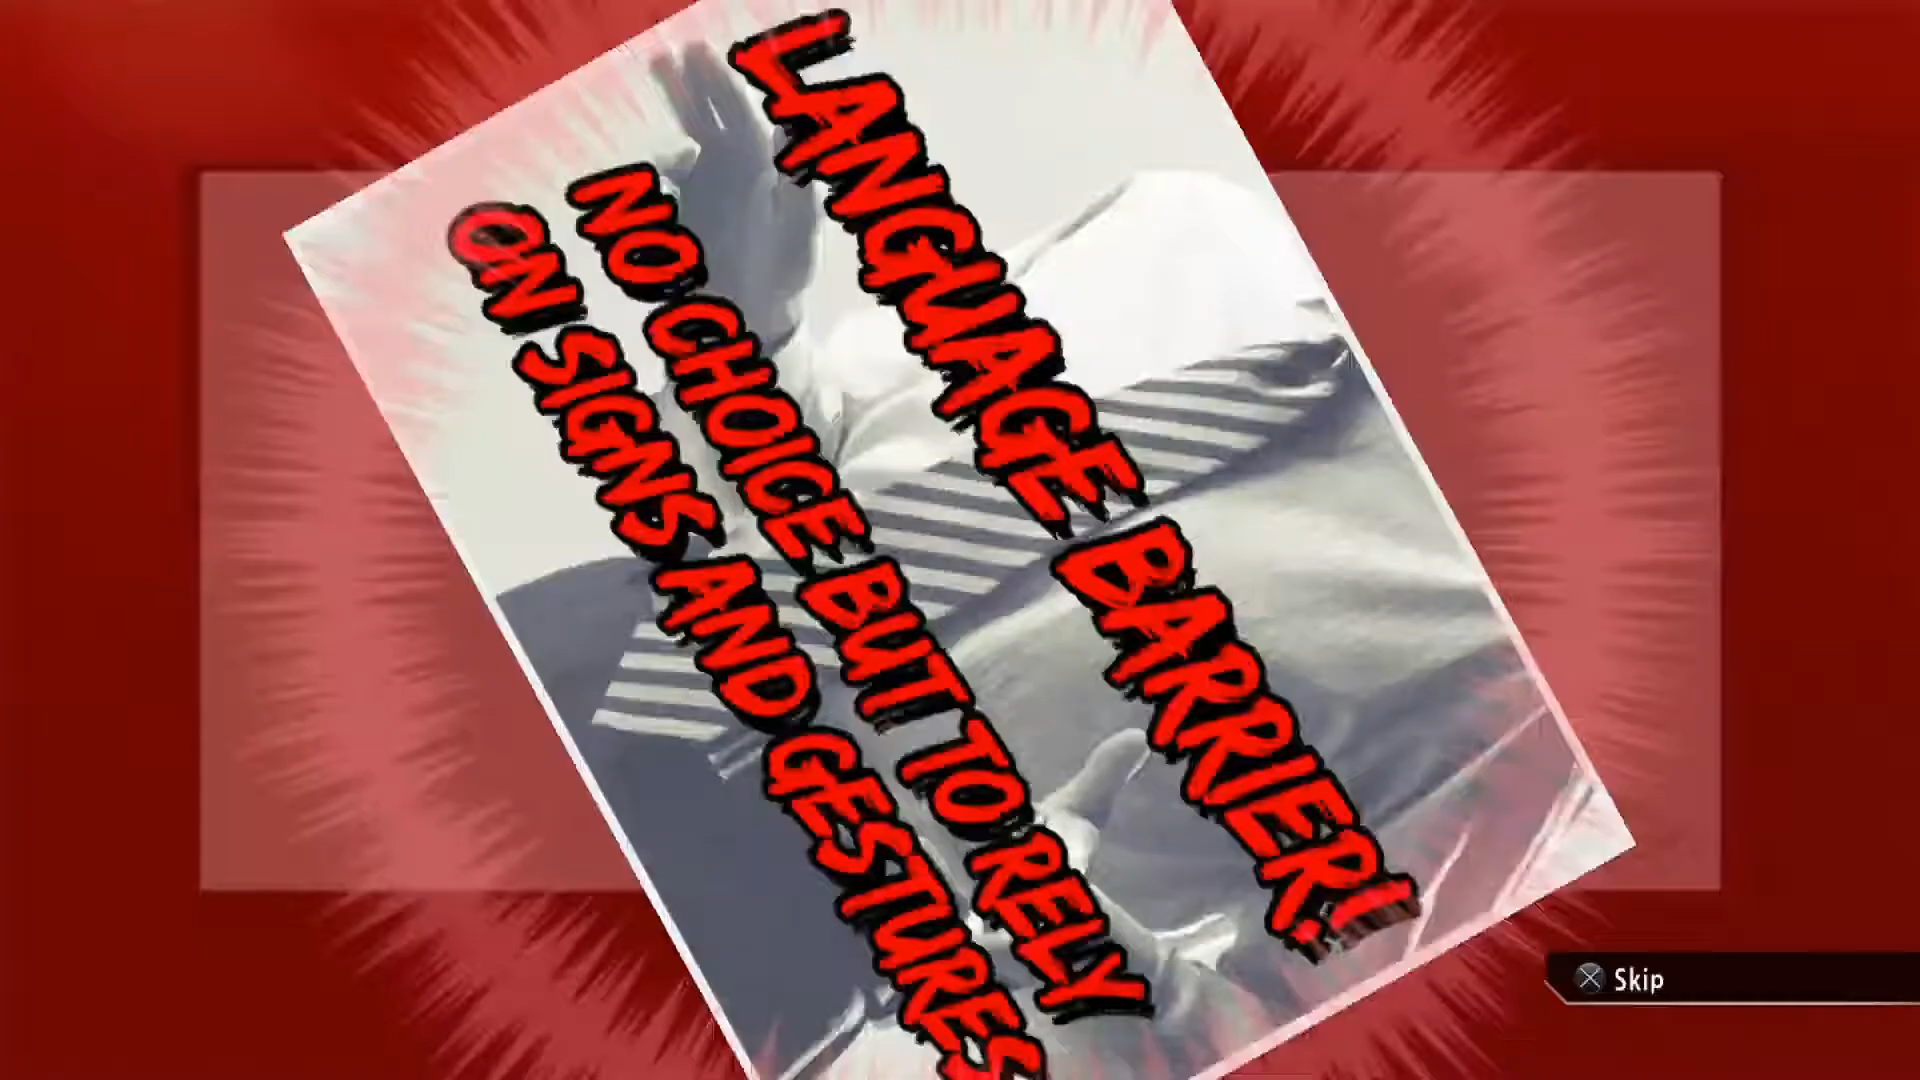 LANGUAGE BARRIER!
NO CHOICE BUT TO RELY
ON SIGNS AND GESTURES
Skip